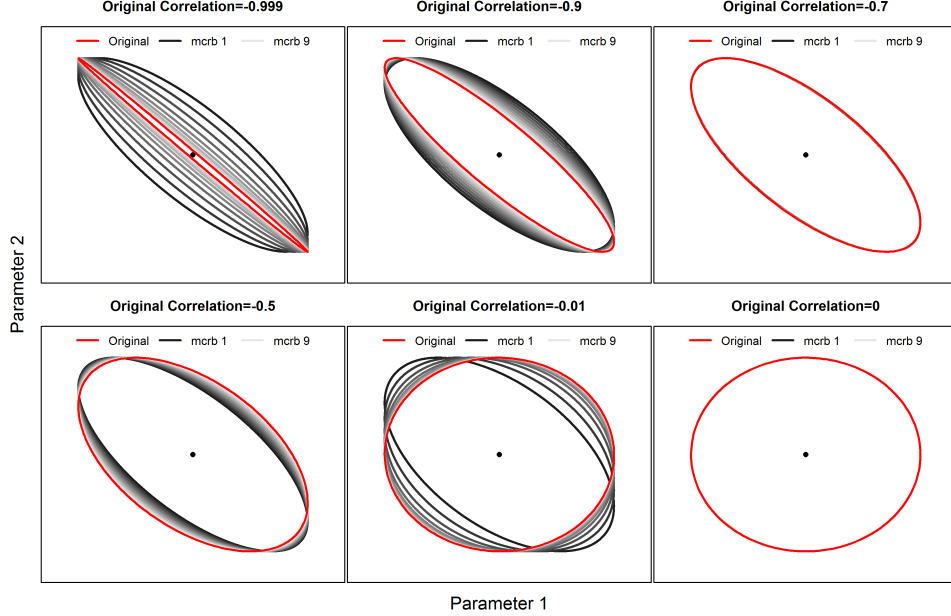 Original Correlation=-0.999
Original Correlation=-0.9
Original Correlation=-0.7
Original mcrb 1 mcrb 9
Original mcrb 1 mcrb 9
Original mcrb 1 mcrb 9
Parameter 2
Original Correlation=-0.5
Original Correlation=-0.01
Original Correlation=0
Original mcrb 1 mcrb 9
Original mcrb 1 mcrb 9
Original mcrb 1 mcrb 9
Parameter 1